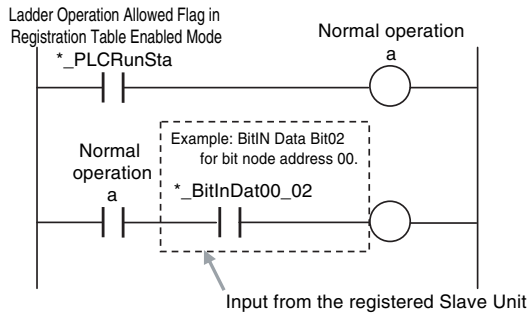 Ladder Operation Allowed Flag in
Registration Table Enabled Mode
*_PLCRunSta
Normal operation
a
Normal
operation
a
Example: BitIN Data Bit02
for bit node address 00.
*_BitInDat00_02
Input from the registered Slave Unit